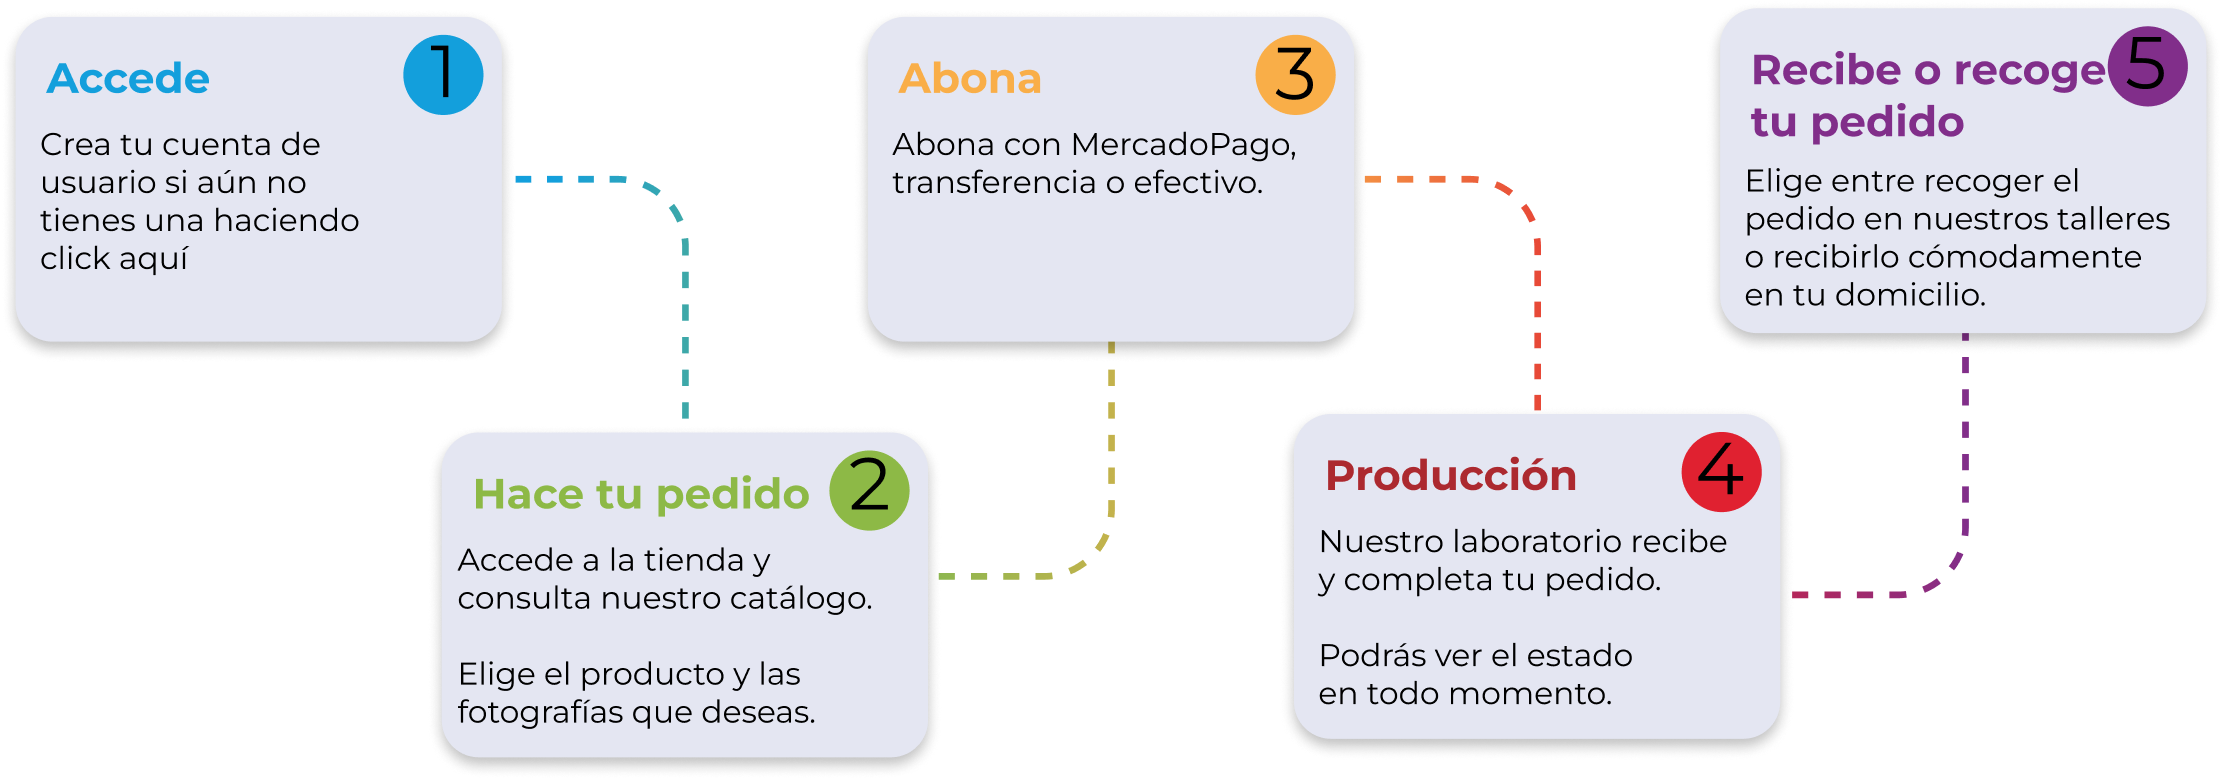 Accede
1
Crea tu cuenta de
usuario si aún no
tienes una haciendo
click aquí
Hace tu pedido
2
Accede a la tienda y
consulta nuestro catálogo.
Elige el producto y las
fotografías que deseas.
Abona
3
Abona con MercadoPago,
transferencia o efectivo.
Producción
4
Nuestro laboratorio recibe
y completa tu pedido.
Podrás ver el estado
en todo momento.
Recibe o recoge
tu pedido
5
Elige entre recoger el
pedido en nuestros talleres
o recibirlo cómodamente
en tu domicilio.